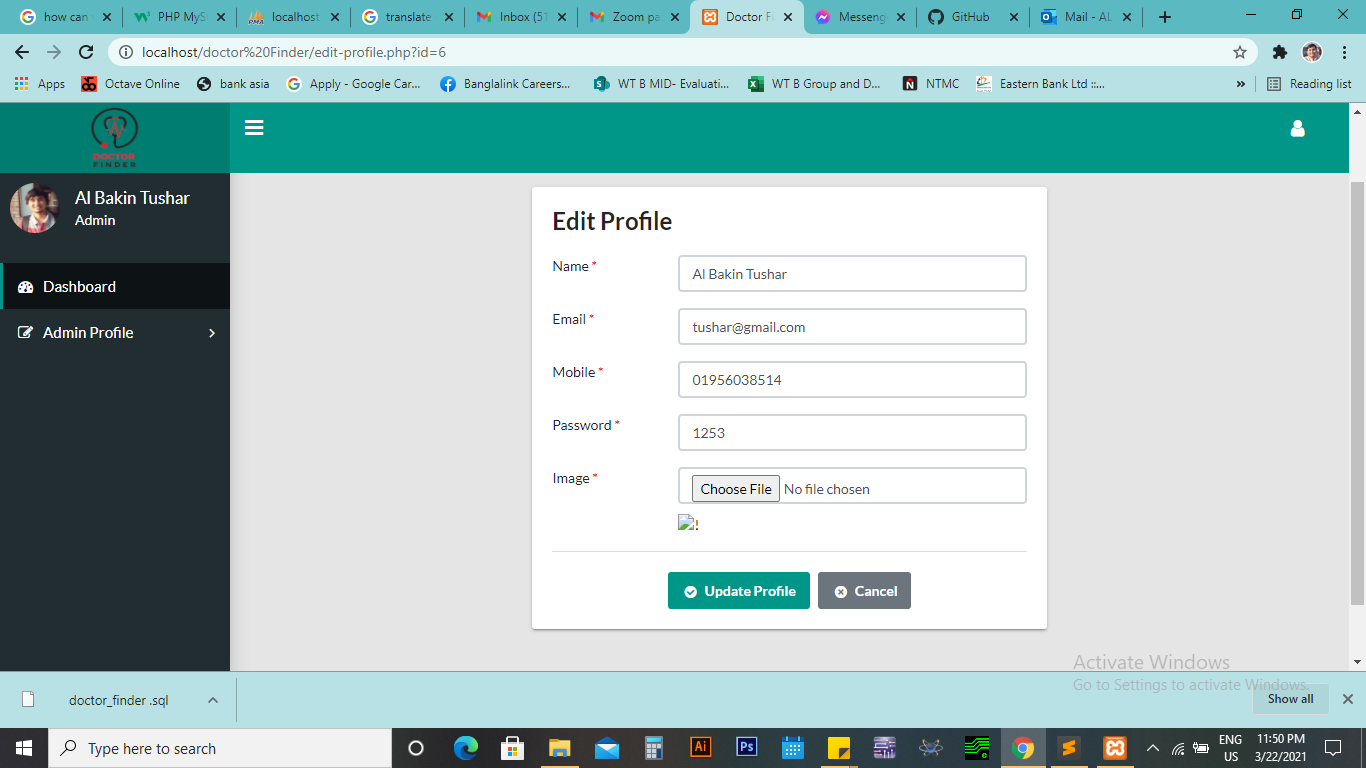 how can
PHP MyS
localhost
translate
Inbox (51
Zoom pa
Doctor Fi
Messeng
GitHub
Mail - AL
localhost/doctor%20Finder/edit-profile.php?id=6
Apps
Octave Online
bank asia
Apply - Google Car...
Banglalink Careers...
WT B MID- Evaluati...
WT B Group and D...
NTMC
Eastern Bank Ltd ::...
»
Reading list
DOCTOR
FINDER
Al Bakin Tushar
Admin
Dashboard
Admin Profile
Edit Profile
Name *
Al Bakin Tushar
Email *
tushar@gmail.com
Mobile *
01956038514
Password *
1253
Image *
Choose File No file chosen
!
Update Profile
Cancel
Activate Windows
Go to Settings to activate Windows.
doctor_finder .sql
Show all
Type here to search
Ai
Ps
ENG
US
11:50 PM
3/22/2021